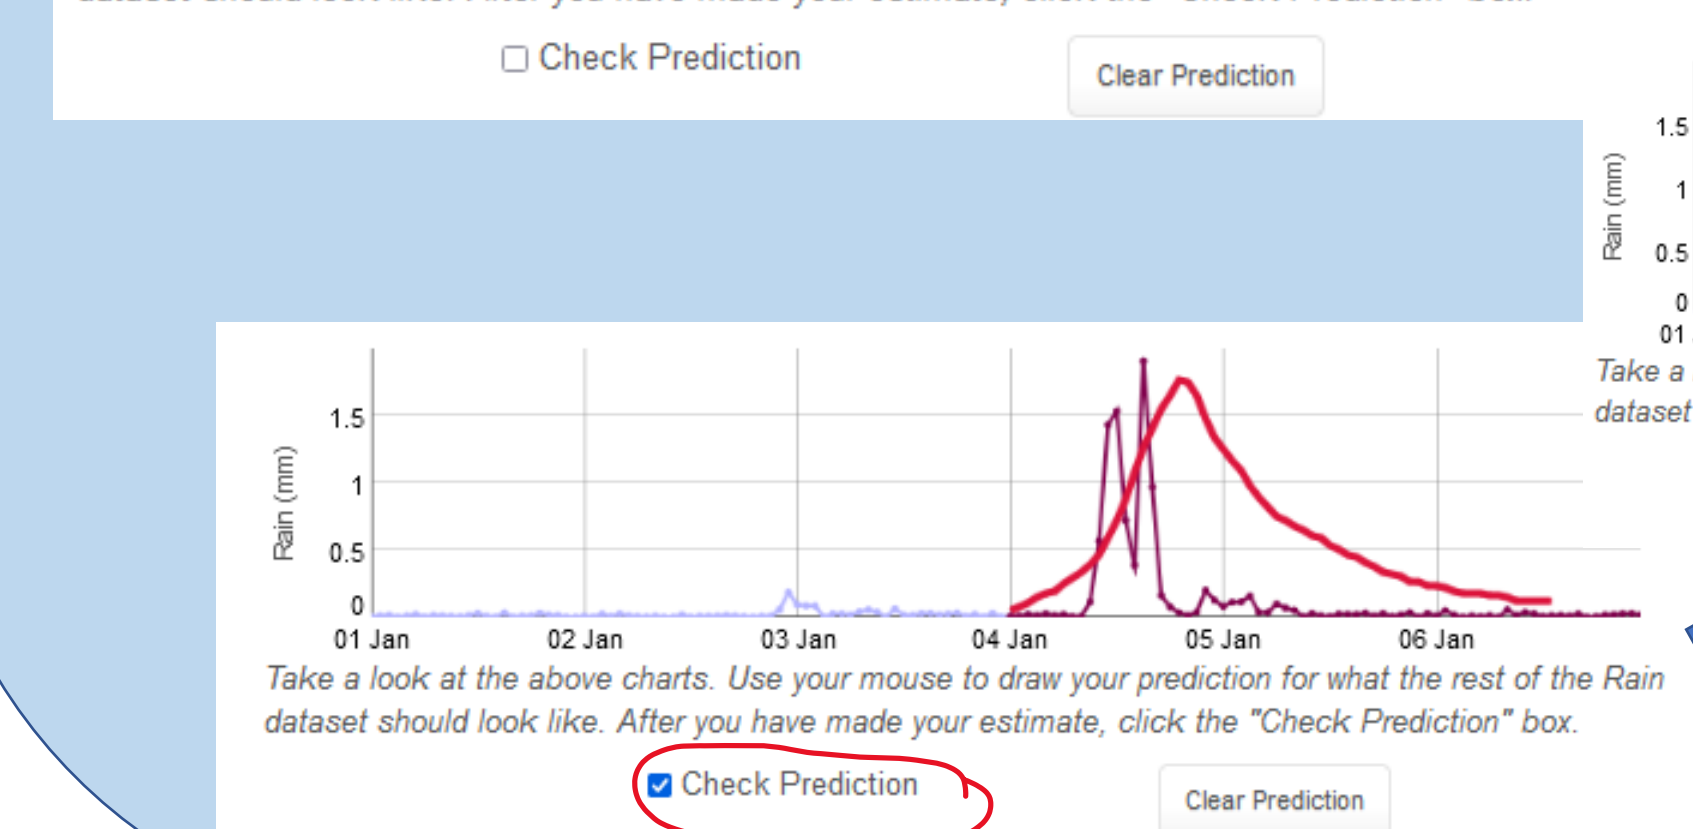 Check Prediction
Clear Prediction
1.5
1
0.5
0
01
Rain (mm)
Take a
dataset
1.5
1
0.5
0
Rain (mm)
01 Jan 02 Jan 03 Jan 04 Jan 05 Jan 06 Jan
Take a look at the above charts. Use your mouse to draw your prediction for what the rest of the Rain
dataset should look like. After you have made your estimate, click the "Check Prediction" box.
Check Prediction
Clear Prediction